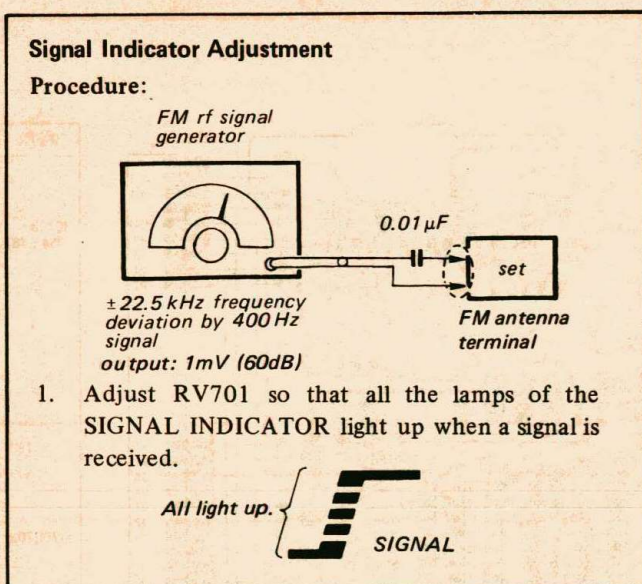 Signal Indicator Adjustment
Procedure:
FM rf signal
generator
0.01 μF
set
±22.5 kHz frequency
deviation by 400 Hz
signal
output: 1mV (60dB)
FM antenna
terminal
1. Adjust RV701 so that all the lamps of the
SIGNAL INDICATOR light up when a signal is
received.
All light up.
SIGNAL